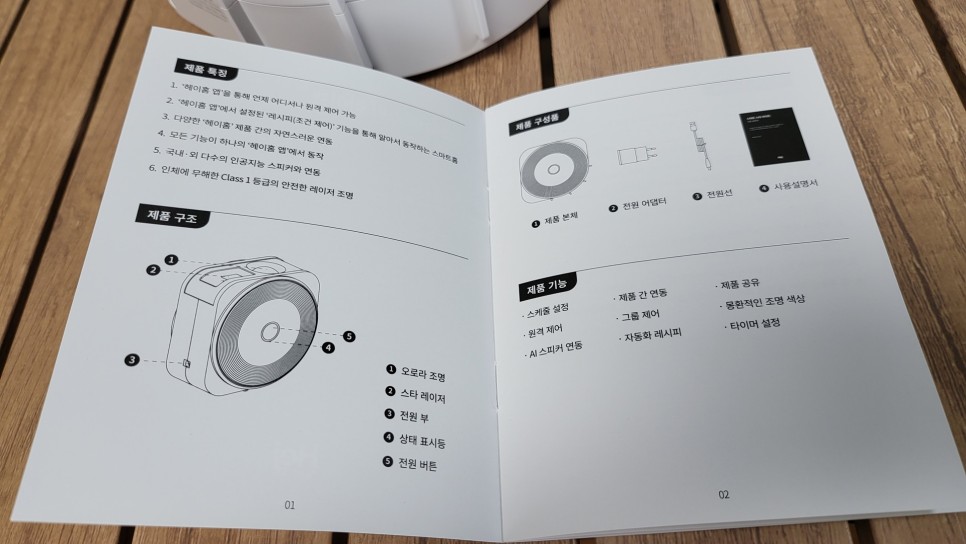 제품 특징
1. '헤이홈 앱'을 통해 언제 어디서나 원격 제어 가능
2. '헤이홈 앱'에서 설정된 '레시피(조건 제어)' 기능을 통해 알아서 동작하는 스마트홈
3. 다양한 '헤이홈' 제품 간의 자연스러운 연동
4. 모든 기능이 하나의 '헤이홈 앱'에서 동작
5. 국내·외 다수의 인공지능 스피커와 연동
6. 인체에 무해한 Class 1 등급의 안전한 레이저 조명
제품 구조
1
2
3
5
4
1 오로라 조명
2 스타 레이저
3 전원 부
4 상태 표시등
5 전원 버튼
01
제품 구성품
1 제품 본체
2 전원 어댑터
3 전원선
4 사용설명서
제품 기능
· 스케줄 설정
· 원격 제어
· AI 스피커 연동
· 제품 간 연동
· 그룹 제어
· 자동화 레시피
· 제품 공유
· 몽환적인 조명 색상
· 타이머 설정
02